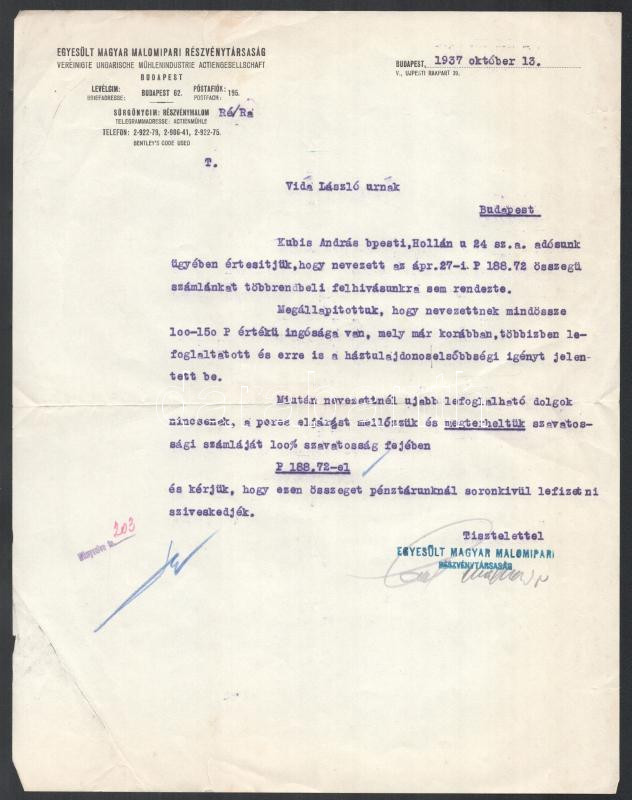 EGYESÜLT MAGYAR MALOMIPARI RÉSZVÉNYTÁRSASÁG
VEREINIGTE UNGARISCHE MÜHLENINDUSTRIE ACTIENGESELLSCHAFT
BUDAPEST
LEVÉLCIM: BUDAPEST 62. PÓSTAFIÓK: 195.
BRIEFADRESSE: POSTFACH:
SÜRGÖNYCIM: RÉSZVÉNYMALOM Ré/Ra
TELEGRAMMADRESSE: ACTIENMÜHLE
TELEFON: 2-922-79, 2-906-41, 2-922-75.
BENTLEY'S CODE USED
BUDAPEST, 1937 október 13.
V., UJPESTI RAKPART 20.
T.
Vida László urnak
Budapest
Kubis András bpesti,Hollán u 24 sz.a. adósunk
ügyében értesitjük,hogy nevezett az ápr.27-i.P 188.72 összegü
számlánkat többrendbeli felhivásunkra sem rendezte.
Megállapitottuk, hogy nevezettnek mindössze
loo-15o P értékü ingósága van, mely már korábban,többizben le-
foglaltatott és erre is a háztulajdonoselsőbbségi igényt jelen-
tett be.
Miután nevezettnél ujabb lefoglalható dolgok
nincsenek, a peres eljárást mellőzzük és megterheltük szavatos-
sági számláját loo% szavatosság fejében
P 188.72-el
és kérjük, hogy ezen összeget pénztárunknál soronkivül lefizetni
sziveskedjék.
Tisztelettel
EGYESÜLT MAGYAR MALOMIPARI
RÉSZVÉNYTÁRSASÁG
203